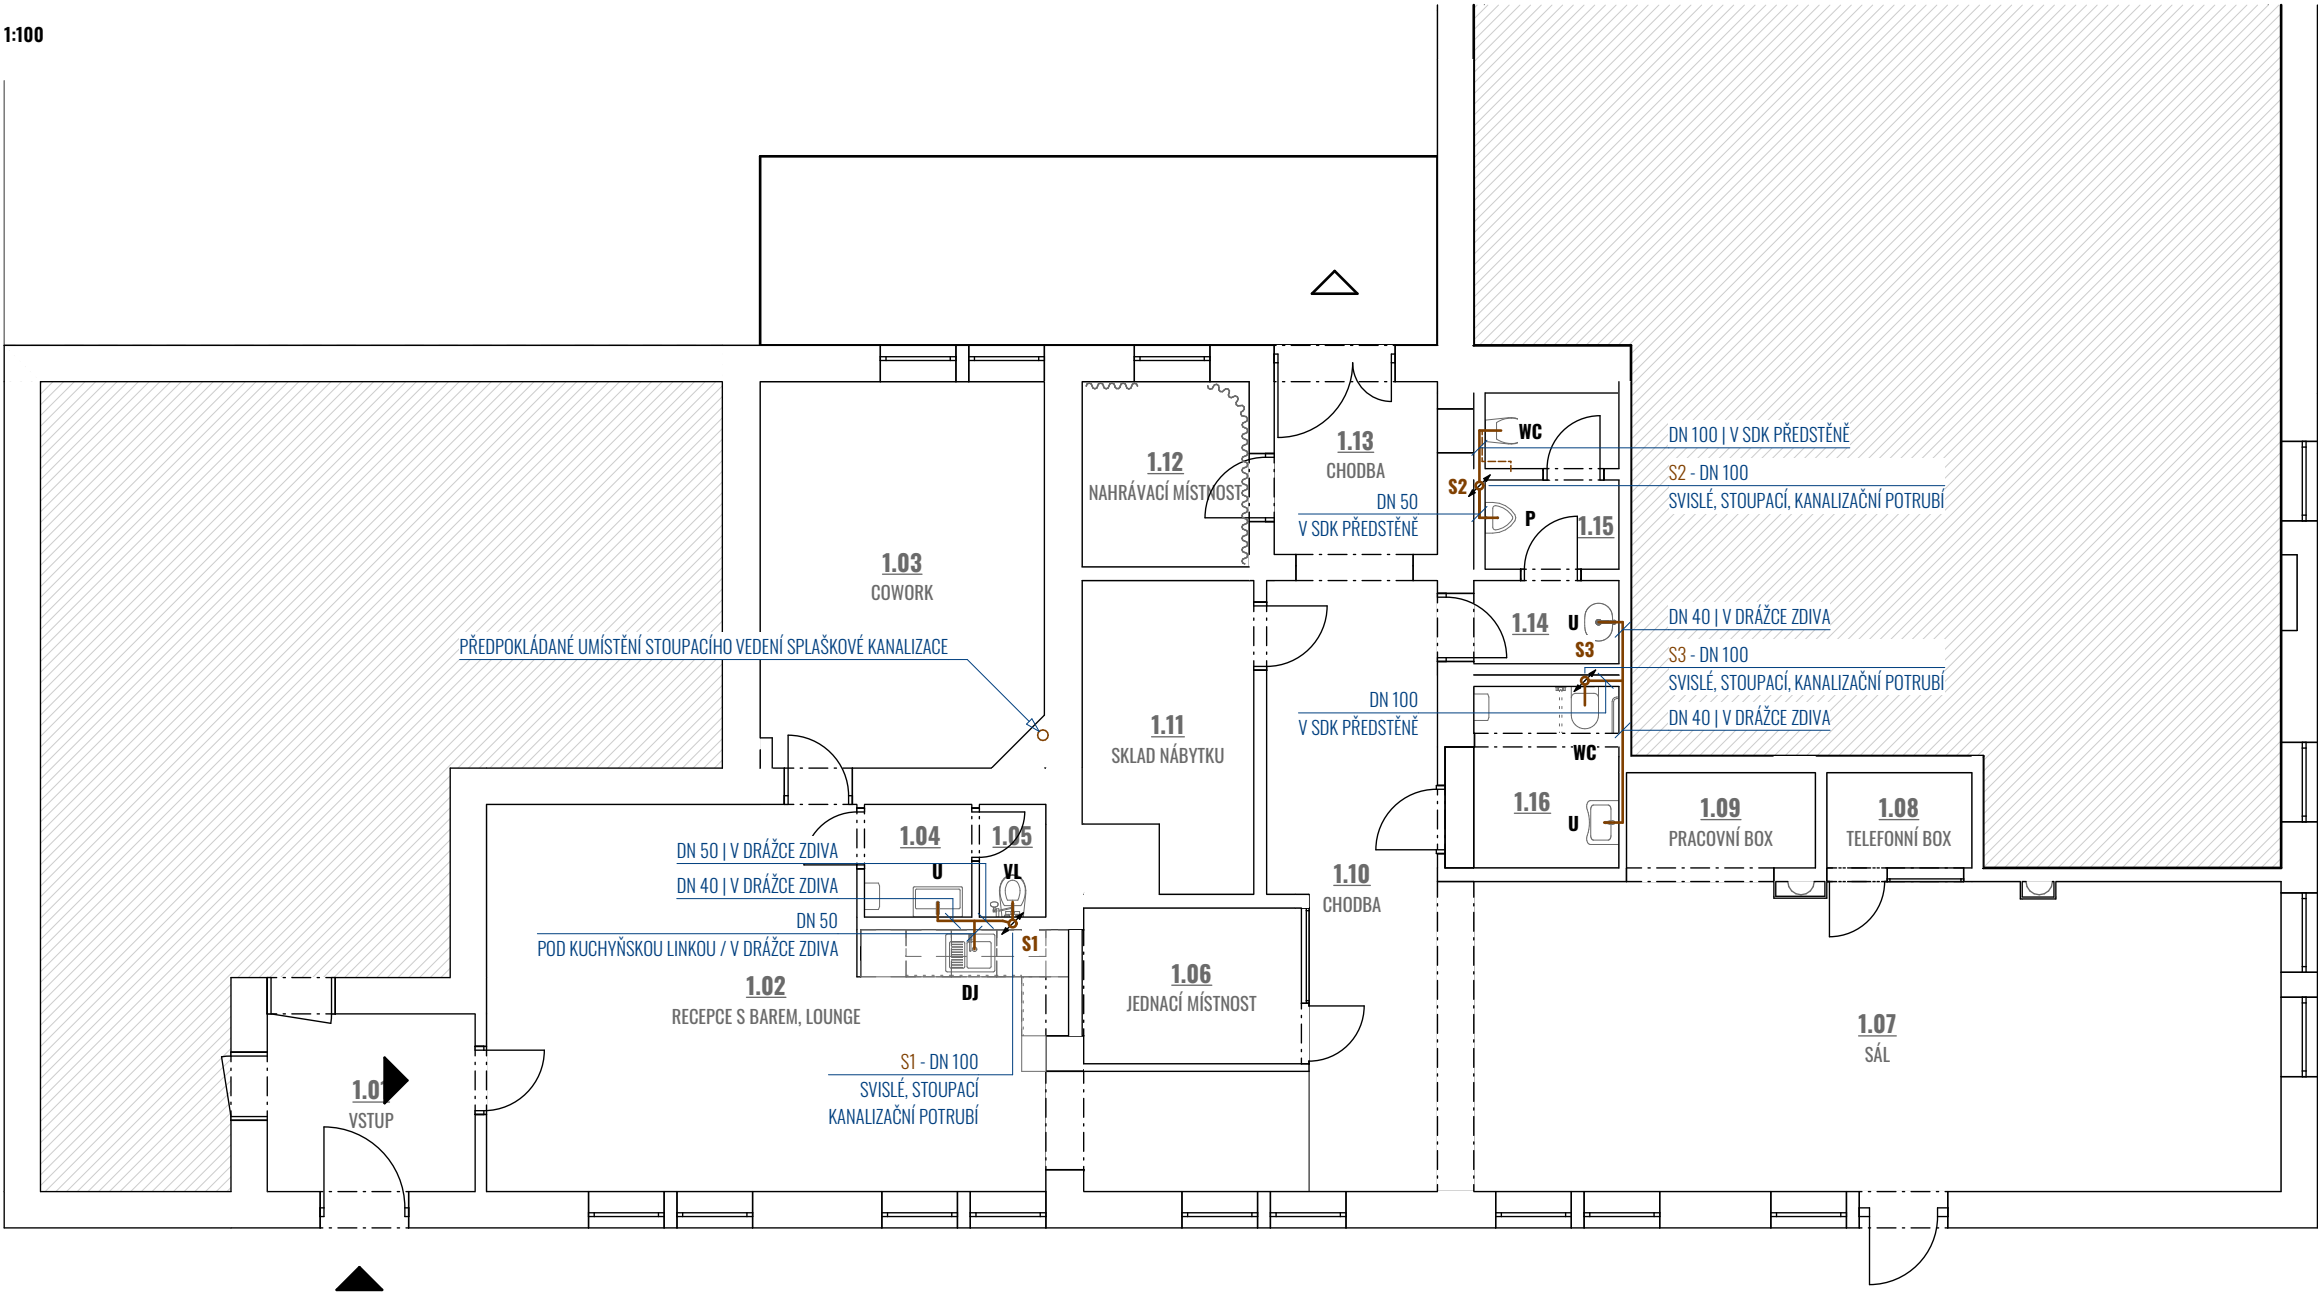 1:100
WC
DN 100 | V SDK PŘEDSTĚNĚ
1.13
CHODBA
1.12
NAHRÁVACÍ MÍSTNOST
S2
S2 - DN 100
SVISLÉ, STOUPACÍ, KANALIZAČNÍ POTRUBÍ
DN 50
V SDK PŘEDSTĚNĚ
P
1.15
1.03
COWORK
PŘEDPOKLÁDANÉ UMÍSTĚNÍ STOUPACÍHO VEDENÍ SPLAŠKOVÉ KANALIZACE
1.14
U
S3
DN 40 | V DRÁŽCE ZDIVA
S3 - DN 100
SVISLÉ, STOUPACÍ, KANALIZAČNÍ POTRUBÍ
DN 100
V SDK PŘEDSTĚNĚ
DN 40 | V DRÁŽCE ZDIVA
1.11
SKLAD NÁBYTKU
WC
1.16
U
1.09
PRACOVNÍ BOX
1.08
TELEFONNÍ BOX
1.04
1.05
DN 50 | V DRÁŽCE ZDIVA
U
VL
DN 40 | V DRÁŽCE ZDIVA
1.10
CHODBA
DN 50
POD KUCHYŇSKOU LINKOU / V DRÁŽCE ZDIVA
S1
DJ
1.02
RECEPCE S BAREM, LOUNGE
1.06
JEDNACÍ MÍSTNOST
1.07
SÁL
S1 - DN 100
SVISLÉ, STOUPACÍ
KANALIZAČNÍ POTRUBÍ
1.01
VSTUP